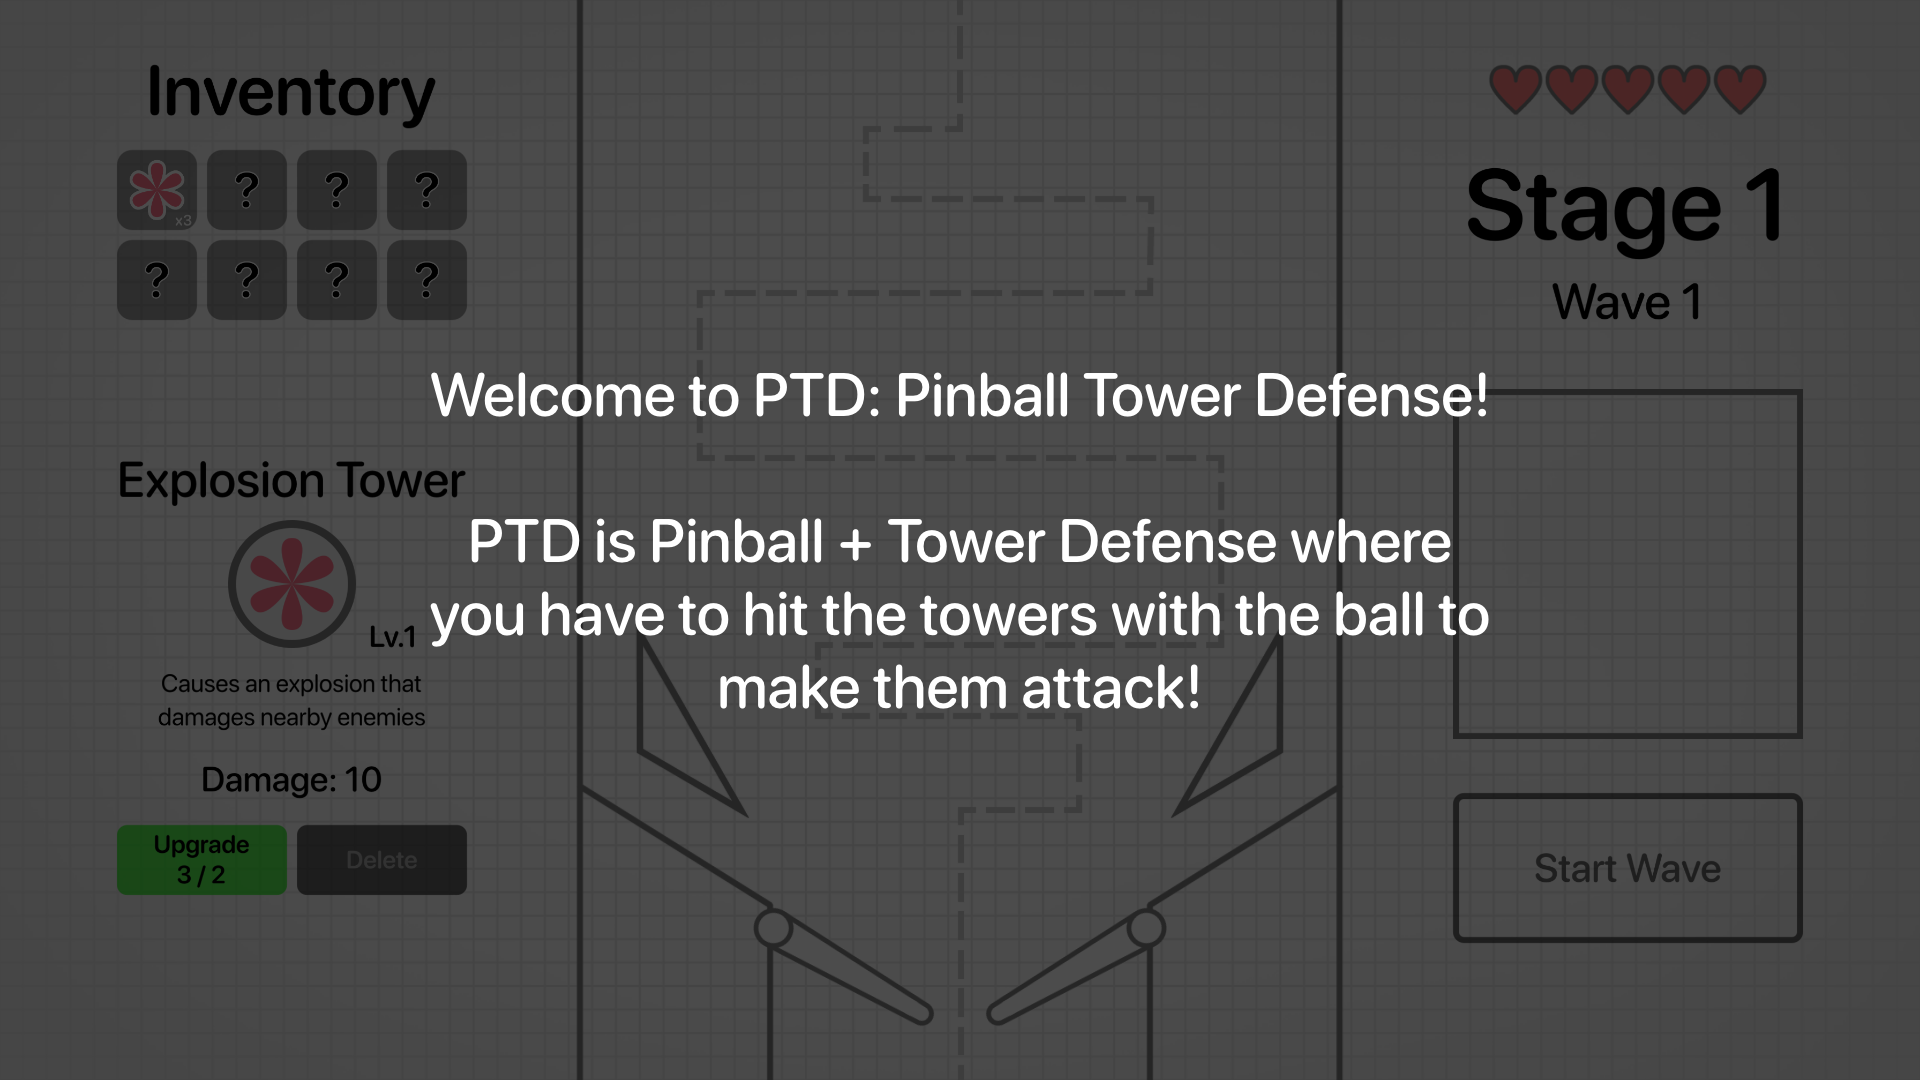 Inventory
x3
?
?
?
?
?
?
?
Explosion Tower
Lv.1
Causes an explosion that
damages nearby enemies
Damage: 10
Upgrade
3 / 2
Delete
Welcome to PTD: Pinball Tower Defense!
PTD is Pinball + Tower Defense where
you have to hit the towers with the ball to
make them attack!
Stage 1
Wave 1
Start Wave